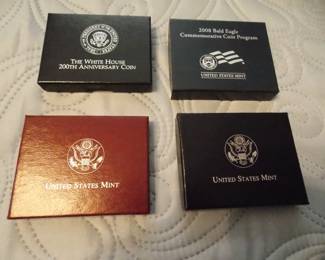 THE WHITE HOUSE
200TH ANNIVERSARY COIN
2008 Bald Eagle
Commemorative Coin Program
UNITED STATES MINT
UNITED STATES MINT
UNITED STATES MINT